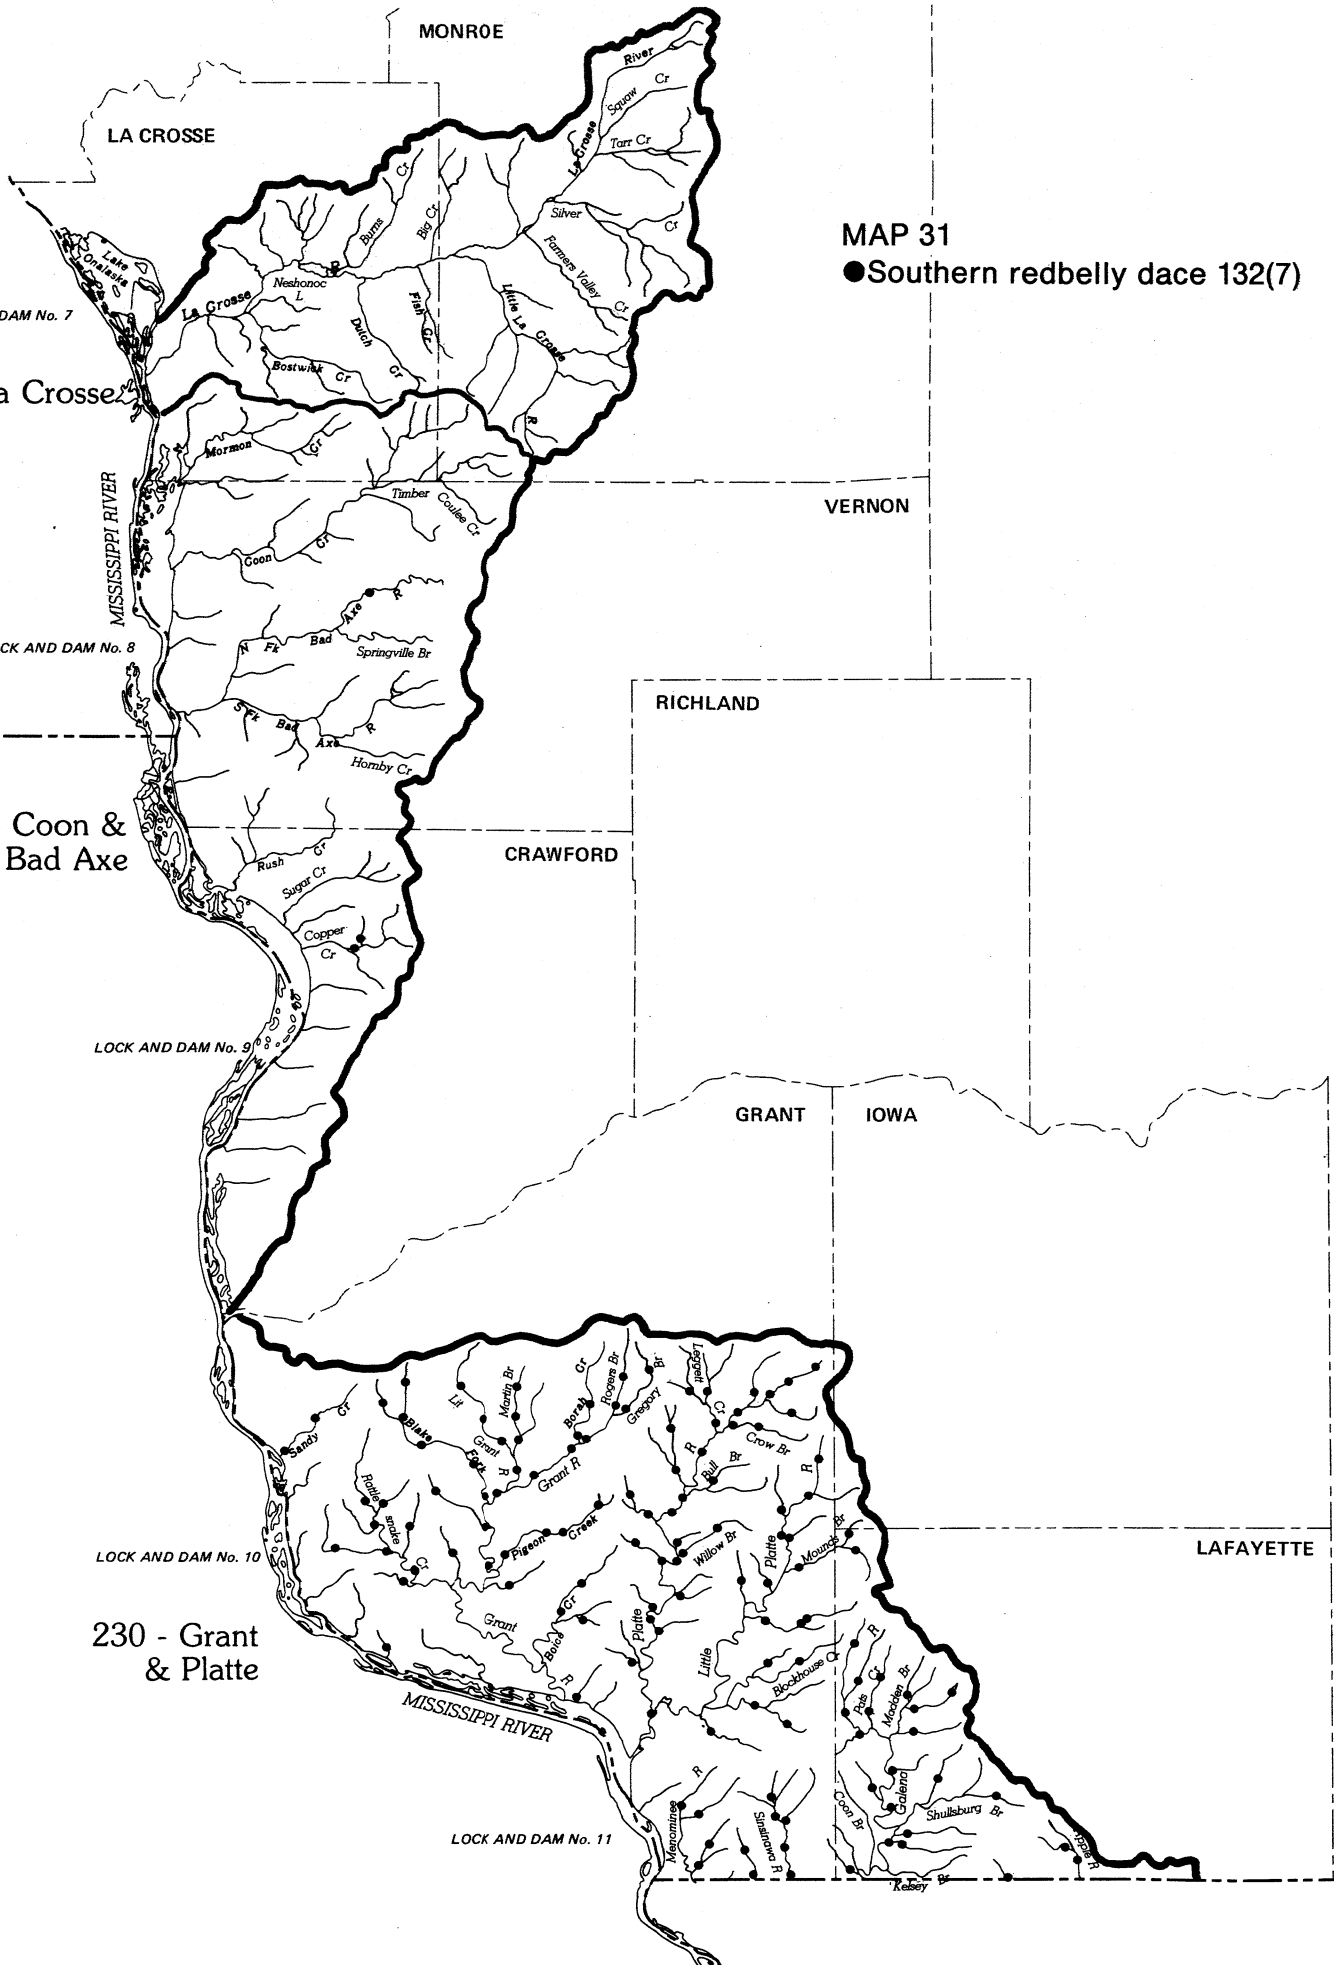 MONROE
LA CROSSE
River
Squaw Cr
La Crosse
Tarr Cr
Burns Cr
Big Cr
Silver Cr
Farmers Valley Cr
MAP 31
●Southern redbelly dace 132(7)
Lake
Onalaska
Neshonoc
L
R
La Crosse
Fish Cr
Dutch Cr
Little La Crosse R
DAM No. 7
Bostwick Cr
a Crosse
Mormon Cr
Timber Coulee Cr
VERNON
MISSISSIPPI RIVER
Coon Cr
N Fk Bad Axe R
Springville Br
CK AND DAM No. 8
RICHLAND
S Fk Bad Axe R
Hornby Cr
Coon &
Bad Axe
CRAWFORD
Rush Cr
Sugar Cr
Copper
Cr
LOCK AND DAM No. 9
GRANT
IOWA
Sandy Cr
Blake Fork
Lit Grant R
Martin Br
Borah Cr
Rogers Br
Gregory Br
Leggett Cr
Crow Br
Bull Br
R
Grant R
Rattle snake Cr
Pigeon Creek
Willow Br
Platte R
Mounds Br
LAFAYETTE
LOCK AND DAM No. 10
230 - Grant
& Platte
Grant R
Boice Cr
Platte
Little
Blockhouse Cr
R
Pats Cr
Madden Br
MISSISSIPPI RIVER
Menominee R
Sinsinawa R
Coon Br
Galena
Shullsburg Br
LOCK AND DAM No. 11
Kelsey Br
pple R